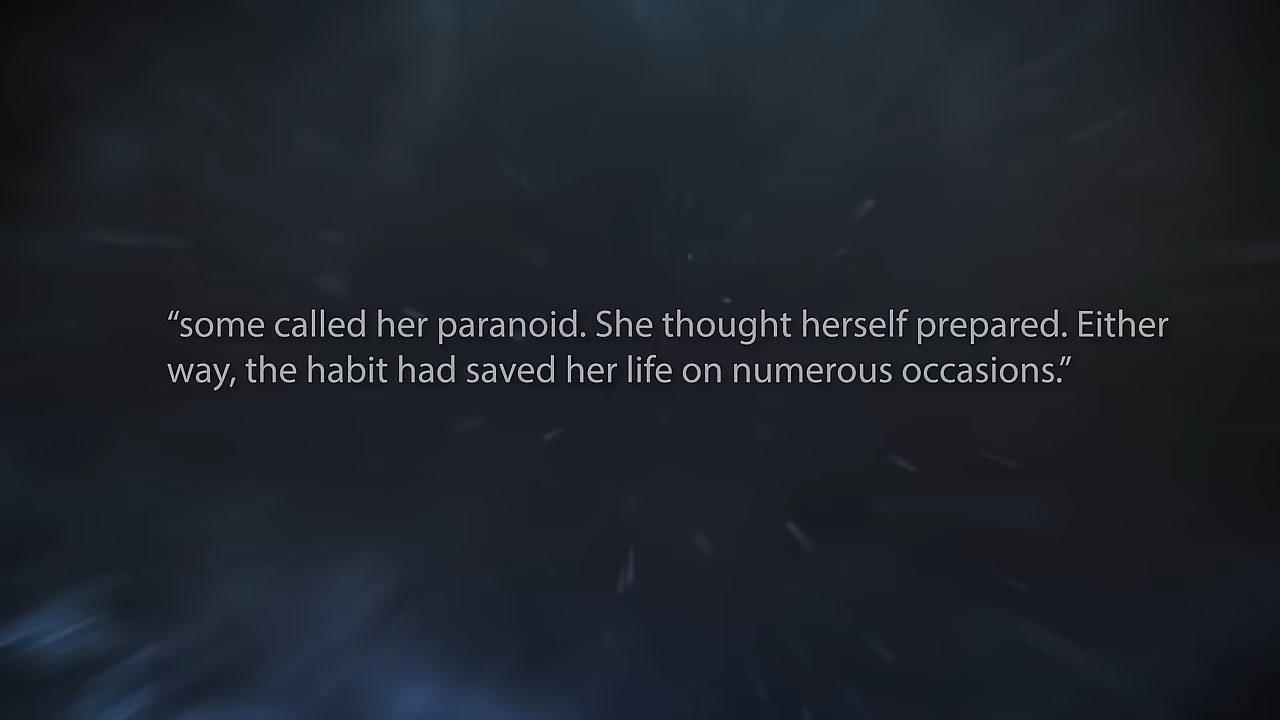 “some called her paranoid. She thought herself prepared. Either
way, the habit had saved her life on numerous occasions.”